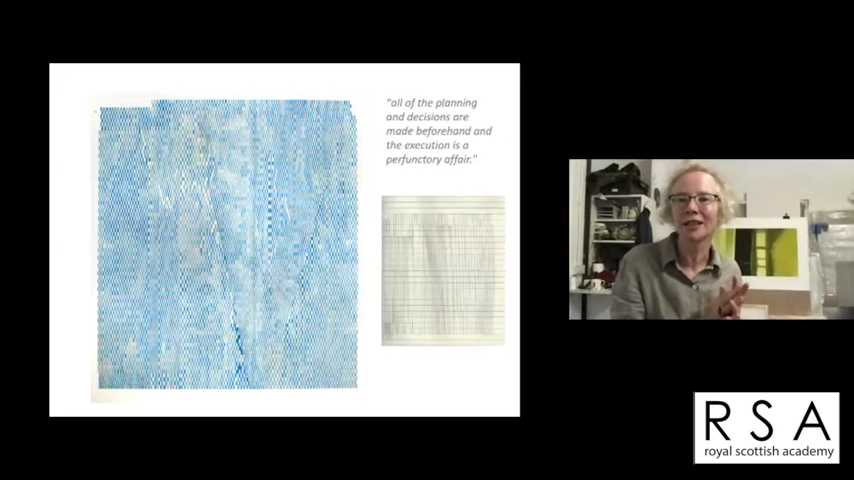 "all of the planning
and decisions are
made beforehand and
the execution is a
perfunctory affair."
RSA
royal scottish academy